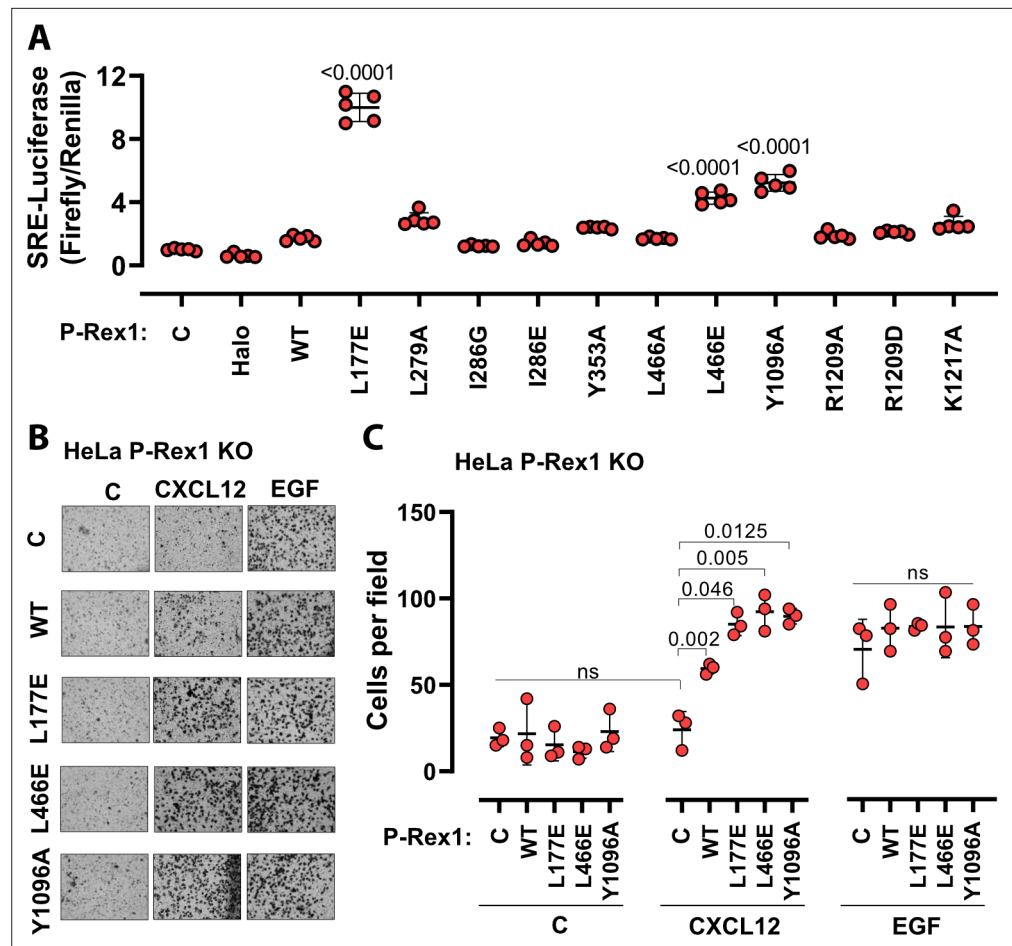 A
SRE-Luciferase
(Firefly/Renilla)
12
8
4
0
<0.0001
<0.0001
<0.0001
P-Rex1:
C
Halo
WT
L177E
L279A
I286G
I286E
Y353A
L466A
L466E
Y1096A
R1209A
R1209D
K1217A
B
HeLa P-Rex1 KO
C CXCL12 EGF
C
WT
L177E
L466E
Y1096A
C
HeLa P-Rex1 KO
Cells per field
150
100
50
0
ns
0.0125
0.005
0.046
0.002
ns
P-Rex1:
C
WT
L177E
L466E
Y1096A
C
WT
L177E
L466E
Y1096A
C
WT
L177E
L466E
Y1096A
C CXCL12 EGF